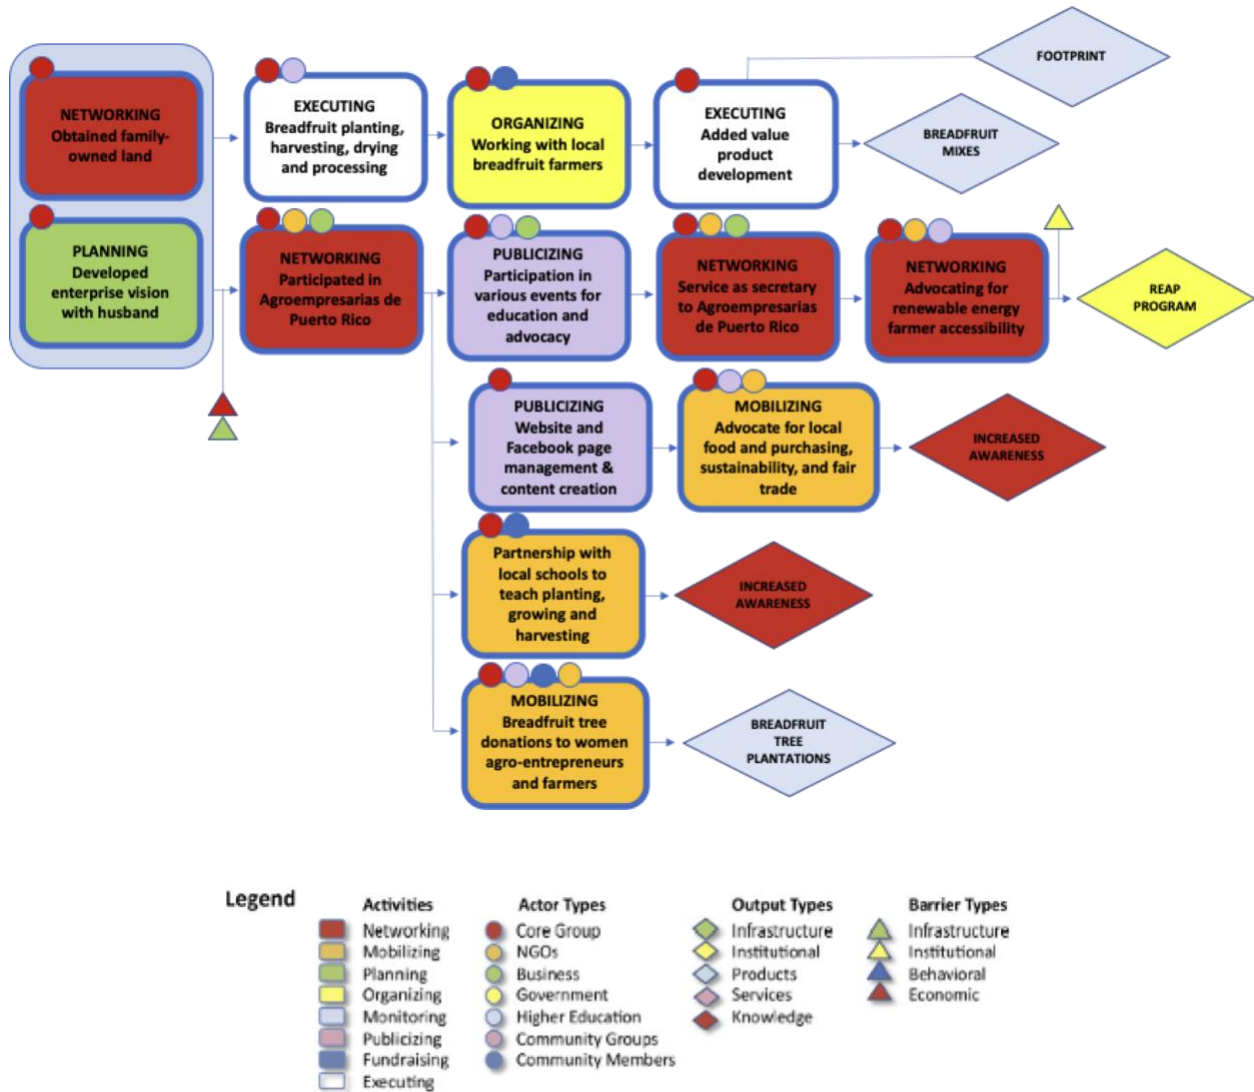 NETWORKING
Obtained family-
owned land
EXECUTING
Breadfruit planting,
harvesting, drying
and processing
ORGANIZING
Working with local
breadfruit farmers
EXECUTING
Added value
product
development
FOOTPRINT
BREADFRUIT
MIXES
PLANNING
Developed
enterprise vision
with husband
NETWORKING
Participated in
Agroempresarias de
Puerto Rico
PUBLICIZING
Participation in
various events for
education and
advocacy
NETWORKING
Service as secretary
to Agroempresarias
de Puerto Rico
NETWORKING
Advocating for
renewable energy
farmer accessibility
REAP
PROGRAM
PUBLICIZING
Website and
Facebook page
management &
content creation
MOBILIZING
Advocate for local
food and purchasing,
sustainability, and fair
trade
INCREASED
AWARENESS
Partnership with
local schools to
teach planting,
growing and
harvesting
INCREASED
AWARENESS
MOBILIZING
Breadfruit tree
donations to women
agro-entrepreneurs
and farmers
BREADFRUIT
TREE
PLANTATIONS
Legend
Activities
Networking
Mobilizing
Planning
Organizing
Monitoring
Publicizing
Fundraising
Executing
Actor Types
Core Group
NGOs
Business
Government
Higher Education
Community Groups
Community Members
Output Types
Infrastructure
Institutional
Products
Services
Knowledge
Barrier Types
Infrastructure
Institutional
Behavioral
Economic